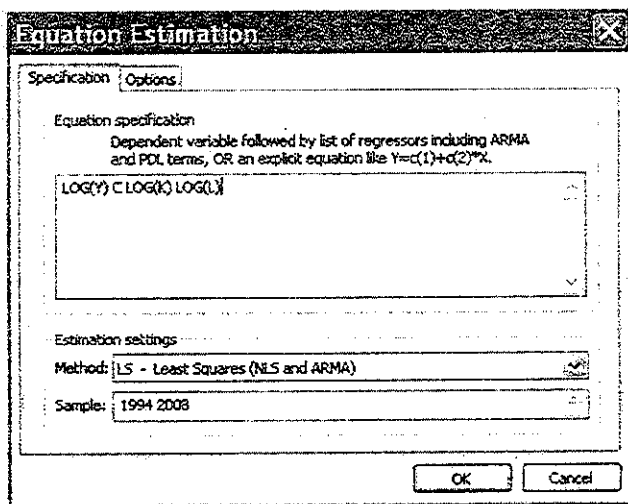 Equation Estimation
Specification Options
Equation specification
Dependent variable followed by list of regressors including ARMA
and PDL terms, OR an explicit equation like Y=c(1)+c(2)*X.
LOG(Y) C LOG(K) LOG(L)
Estimation settings
Method: LS - Least Squares (NLS and ARMA)
Sample: 1994 2008
OK Cancel